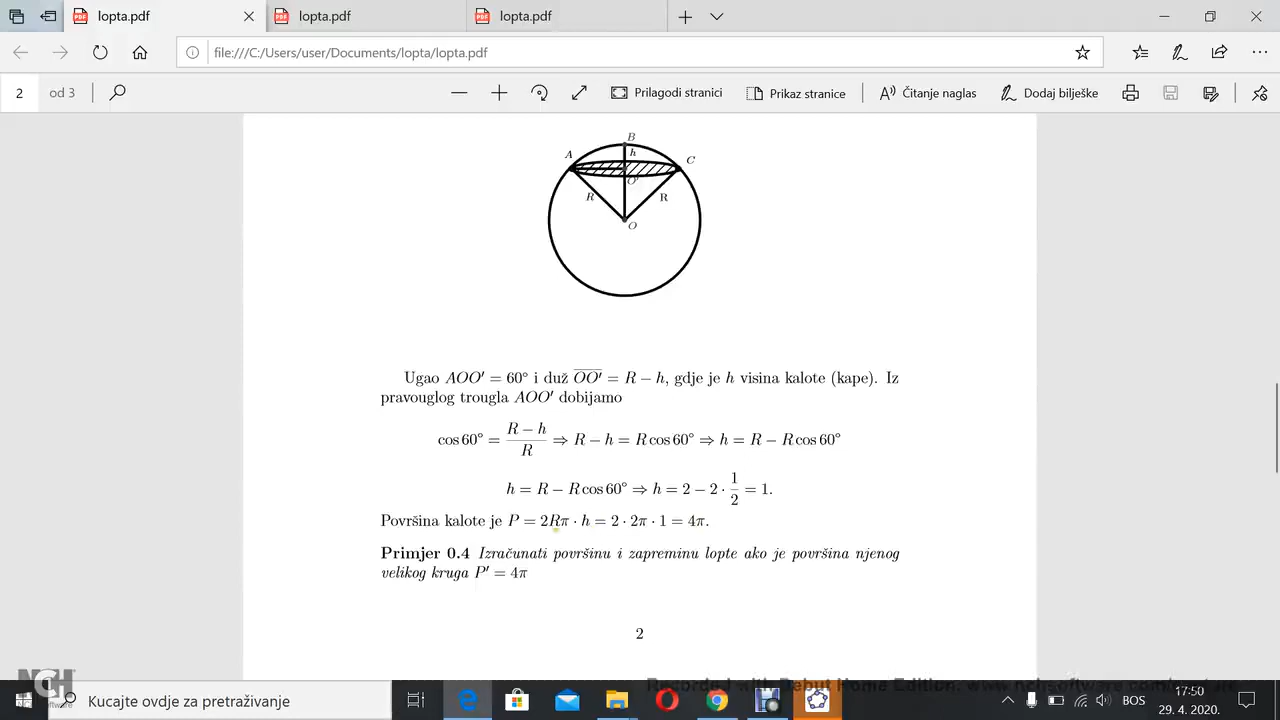 lopta.pdf
lopta.pdf
lopta.pdf
file:///C:/Users/user/Documents/lopta/lopta.pdf
2 od 3
Prilagodi stranici
Prikaz stranice
Čitanje naglas
Dodaj bilješke
B
A
h
C
O'
R
R
O
Ugao AOO′ = 60° i duž O̅O̅′̅ = R − h, gdje je h visina kalote (kape). Iz
pravouglog trougla AOO′ dobijamo
cos 60° = (R − h)/R ⇒ R − h = R cos 60° ⇒ h = R − R cos 60°
h = R − R cos 60° ⇒ h = 2 − 2 · 1/2 = 1.
Površina kalote je P = 2Rπ · h = 2 · 2π · 1 = 4π.
Primjer 0.4 Izračunati površinu i zapreminu lopte ako je površina njenog
velikog kruga P′ = 4π
2
NCH
Software
Recorded with Debut Home Edition. www.nchsoftware.com
Kucajte ovdje za pretraživanje
BOS
17:50
29. 4. 2020.